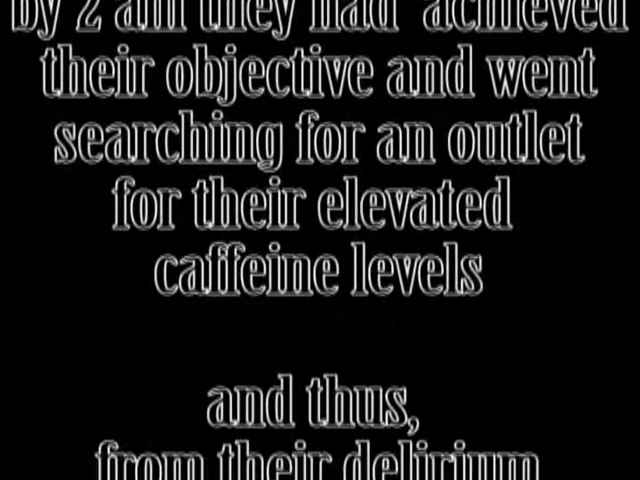 by 2 am they had achieved
their objective and went
searching for an outlet
for their elevated
caffeine levels
and thus,
from their delirium